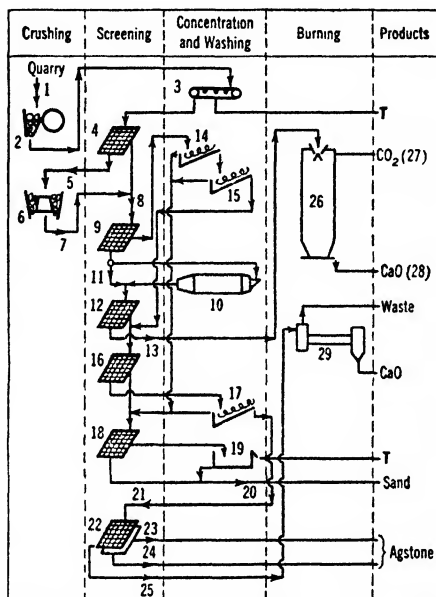 Crushing
Screening
Concentration
and Washing
Burning
Products
Quarry
1
2
3
T
4
14
CO₂ (27)
5
8
15
26
6
7
9
10
11
CaO (28)
12
Waste
13
29
16
17
CaO
18
19
T
20
Sand
21
22
23
24
Agstone
25